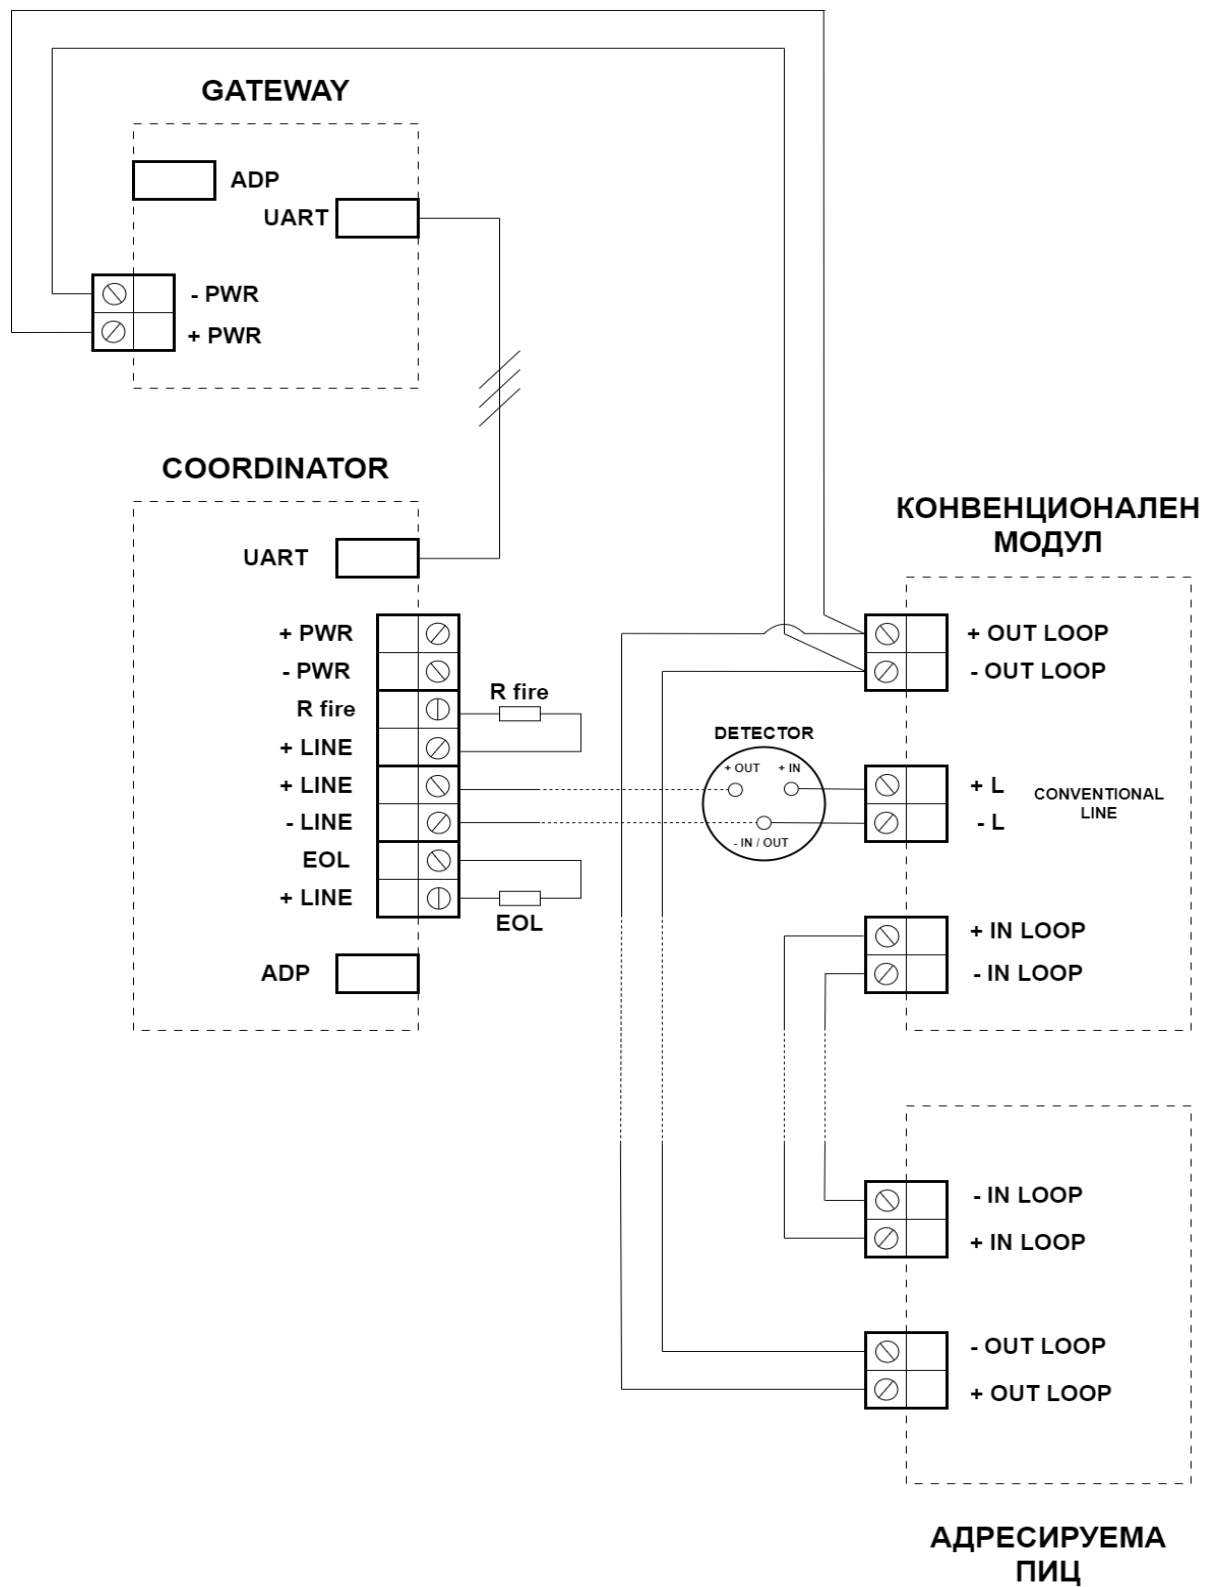 GATEWAY
ADP
UART
- PWR
+ PWR
COORDINATOR
UART
+ PWR
- PWR
R fire
+ LINE
+ LINE
- LINE
EOL
+ LINE
ADP
R fire
EOL
DETECTOR
+ OUT
+ IN
- IN / OUT
КОНВЕНЦИОНАЛЕН
МОДУЛ
+ OUT LOOP
- OUT LOOP
+ L
- L
CONVENTIONAL
LINE
+ IN LOOP
- IN LOOP
- IN LOOP
+ IN LOOP
- OUT LOOP
+ OUT LOOP
АДРЕСИРУЕМА
ПИЦ